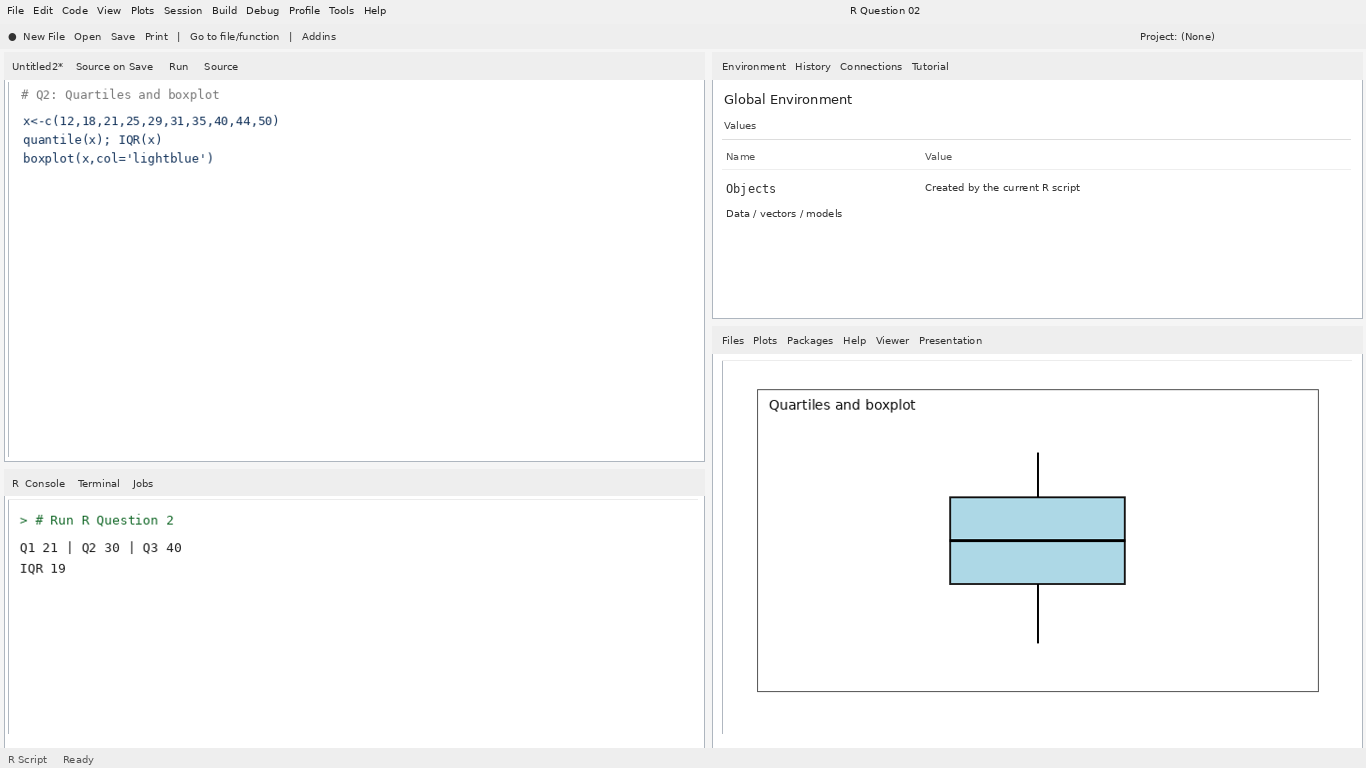 File Edit Code View Plots Session Build Debug Profile Tools Help
R Question 02
● New File Open Save Print | Go to file/function | Addins
Project: (None)
Untitled2* Source on Save Run Source
# Q2: Quartiles and boxplot
x<-c(12,18,21,25,29,31,35,40,44,50)
quantile(x); IQR(x)
boxplot(x,col='lightblue')
R Console Terminal Jobs
> # Run R Question 2
Q1 21 | Q2 30 | Q3 40
IQR 19
Environment History Connections Tutorial
Global Environment
Values
Name Value
Objects Created by the current R script
Data / vectors / models
Files Plots Packages Help Viewer Presentation
Quartiles and boxplot
R Script Ready